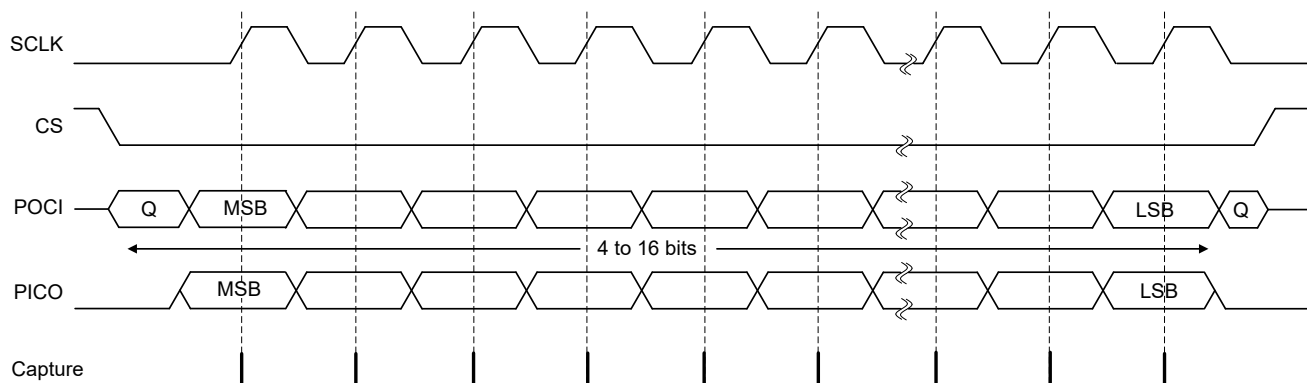 SCLK
CS
POCI Q MSB LSB Q
4 to 16 bits
PICO MSB LSB
Capture